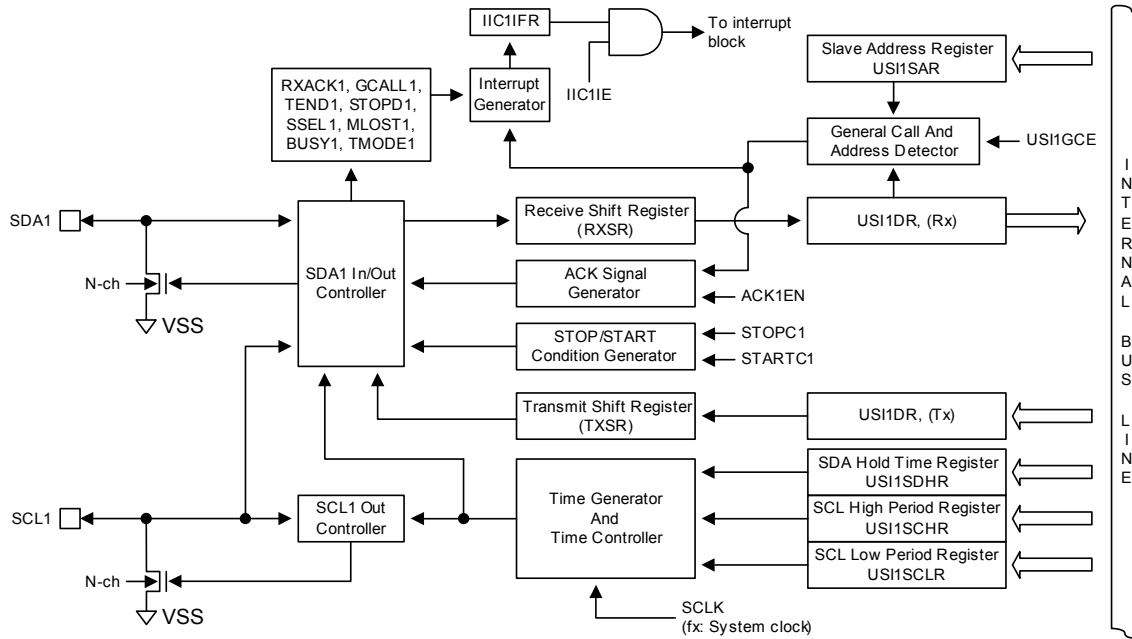 IIC1IFR
To interrupt
block
Slave Address Register
USI1SAR
RXACK1, GCALL1,
TEND1, STOPD1,
SSEL1, MLOST1,
BUSY1, TMODE1
Interrupt
Generator
IIC1IE
General Call And
Address Detector
USI1GCE
SDA1
Receive Shift Register
(RXSR)
USI1DR, (Rx)
SDA1 In/Out
Controller
N-ch
VSS
ACK Signal
Generator
ACK1EN
STOP/START
Condition Generator
STOPC1
STARTC1
Transmit Shift Register
(TXSR)
USI1DR, (Tx)
SDA Hold Time Register
USI1SDHR
SCL1
SCL1 Out
Controller
Time Generator
And
Time Controller
SCL High Period Register
USI1SCHR
SCL Low Period Register
USI1SCLR
N-ch
VSS
SCLK
(fx: System clock)
INTERNAL BUS LINE